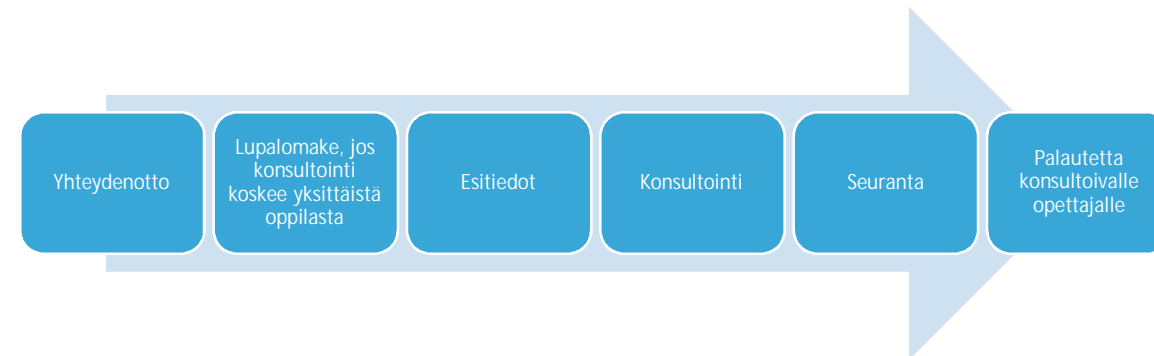 Yhteydenotto
Lupalomake, jos
konsultointi
koskee yksittäistä
oppilasta
Esitiedot
Konsultointi
Seuranta
Palautetta
konsultoivalle
opettajalle